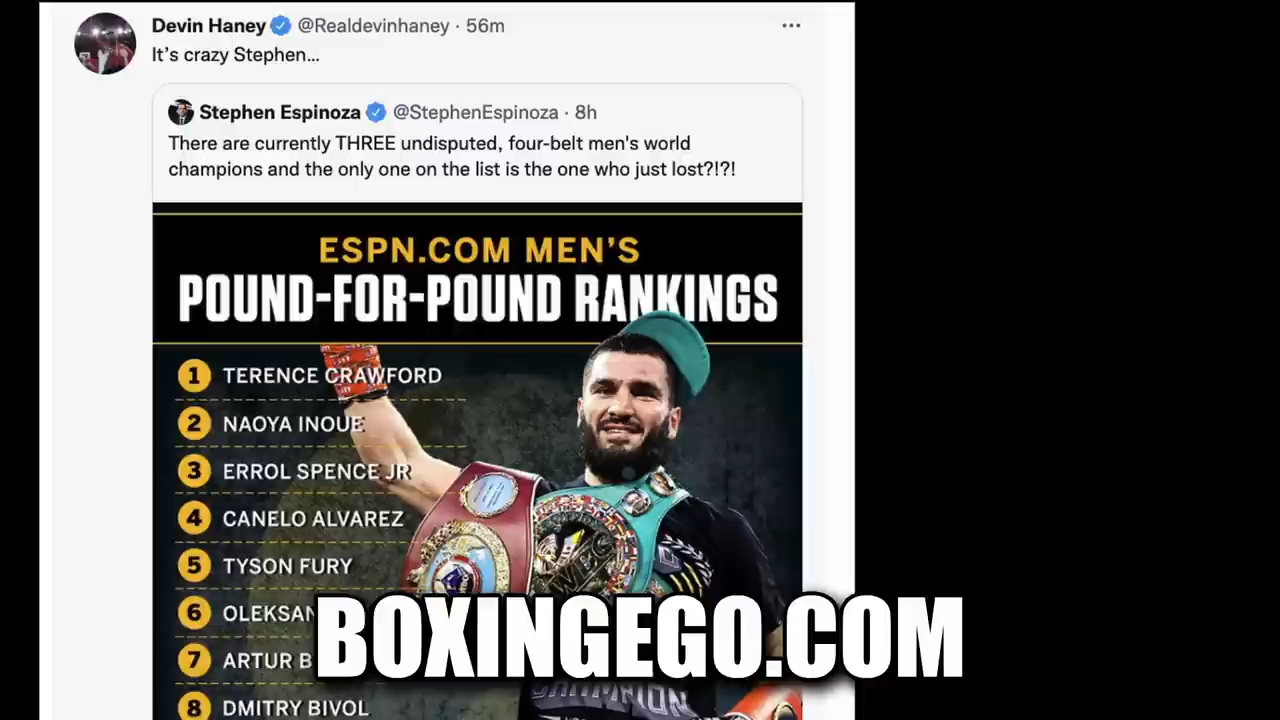 Devin Haney @Realdevinhaney · 56m
It's crazy Stephen...
Stephen Espinoza @StephenEspinoza · 8h
There are currently THREE undisputed, four-belt men's world
champions and the only one on the list is the one who just lost?!?!
ESPN.COM MEN'S
POUND-FOR-POUND RANKINGS
1 TERENCE CRAWFORD
2 NAOYA INOUE
3 ERROL SPENCE JR
4 CANELO ALVAREZ
5 TYSON FURY
6 OLEKSAN
7 ARTUR B
8 DMITRY BIVOL
BOXINGEGO.COM